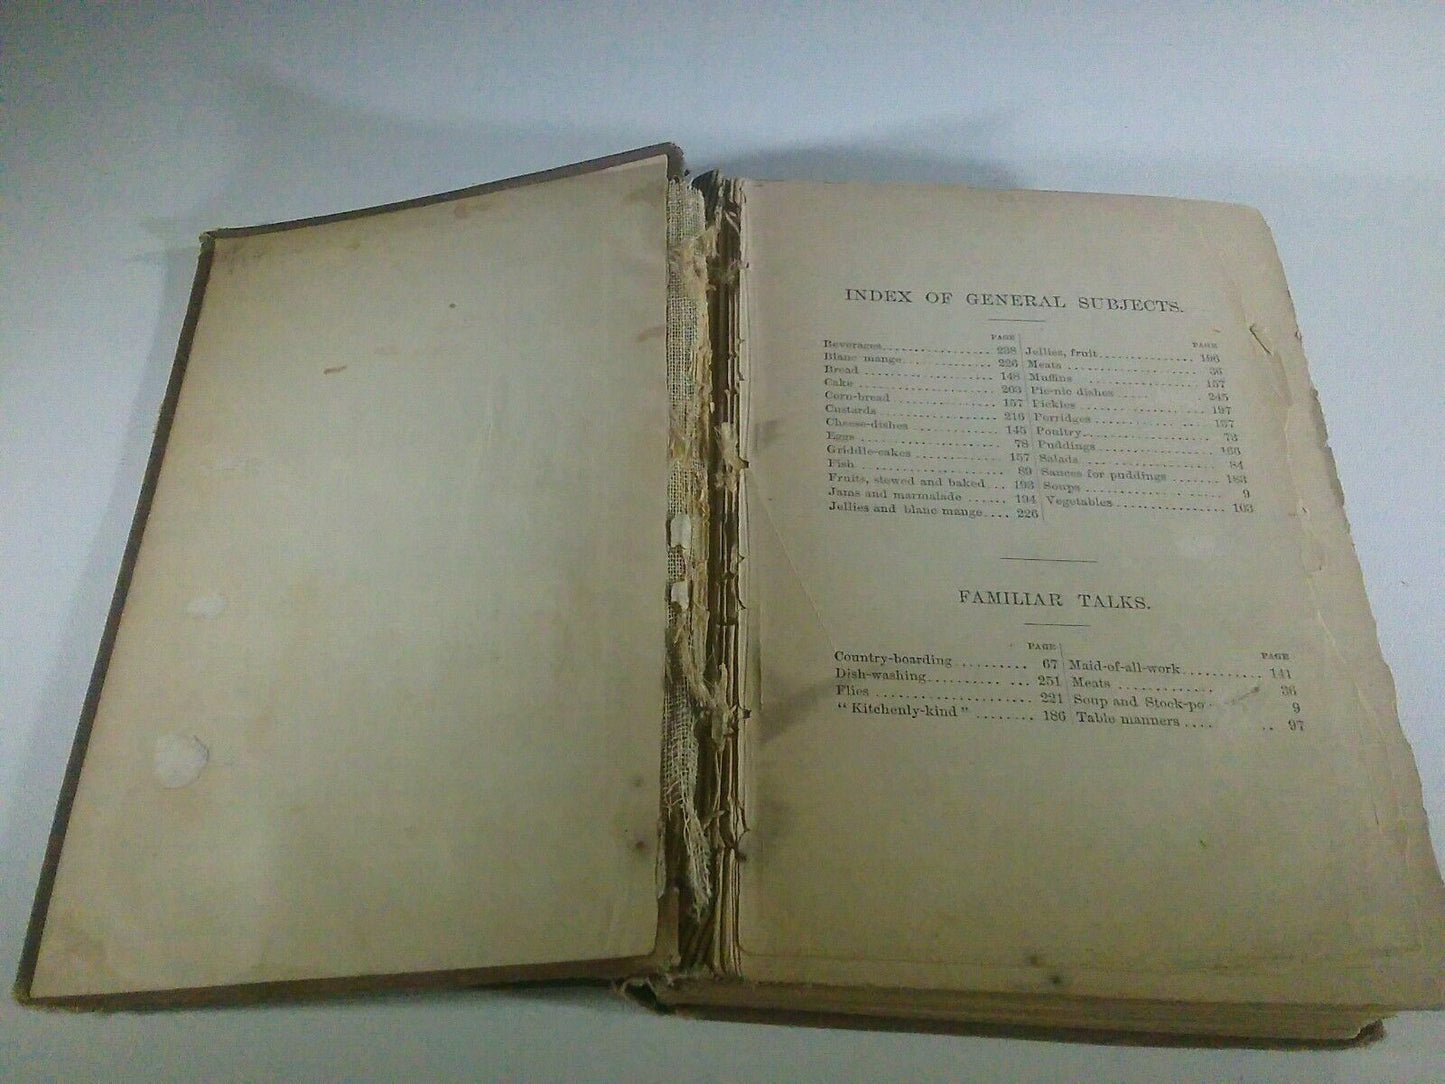 INDEX OF GENERAL SUBJECTS.
PAGE
Beverages 238
Blanc mange 226
Bread 148
Cake 203
Corn-bread 157
Custards 216
Cheese-dishes 145
Eggs 78
Griddle-cakes 157
Fish 89
Fruits, stewed and baked 193
Jams and marmalade 194
Jellies and blanc mange 226
PAGE
Jellies, fruit 196
Meats 36
Muffins 157
Pic-nic dishes 245
Pickles 197
Porridges 157
Poultry 73
Puddings 166
Salads 84
Sauces for puddings 183
Soups 9
Vegetables 103
FAMILIAR TALKS.
PAGE
Country-boarding 67
Dish-washing 251
Flies 221
"Kitchenly-kind" 186
PAGE
Maid-of-all-work 141
Meats 36
Soup and Stock-po 9
Table manners 97